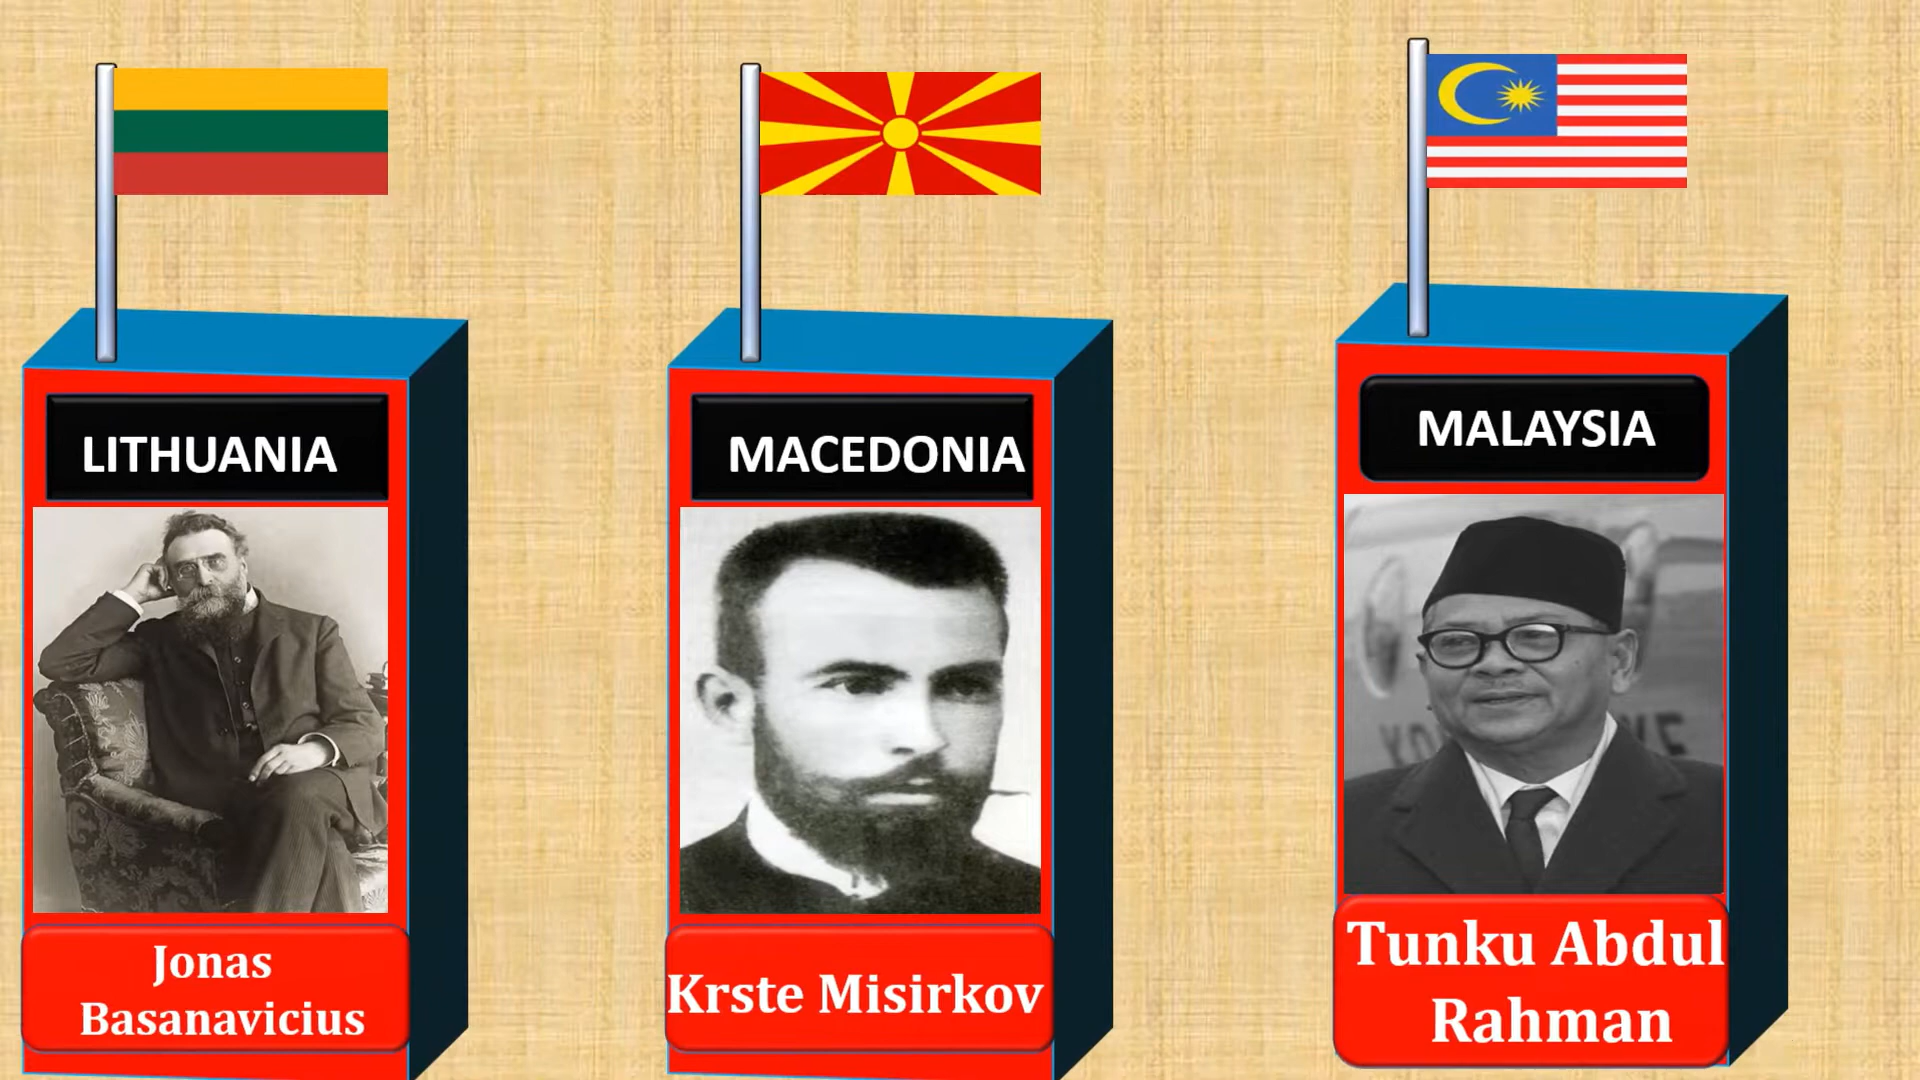 LITHUANIA
Jonas
Basanavicius
MACEDONIA
Krste Misirkov
MALAYSIA
Tunku Abdul
Rahman